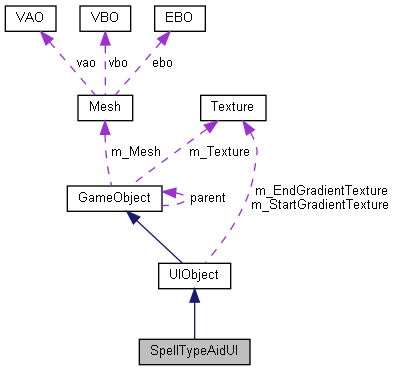 VAO
VBO
EBO
vao
vbo
ebo
Mesh
Texture
m_Mesh
m_Texture
m_EndGradientTexture
m_StartGradientTexture
GameObject
parent
UIObject
SpellTypeAidUI